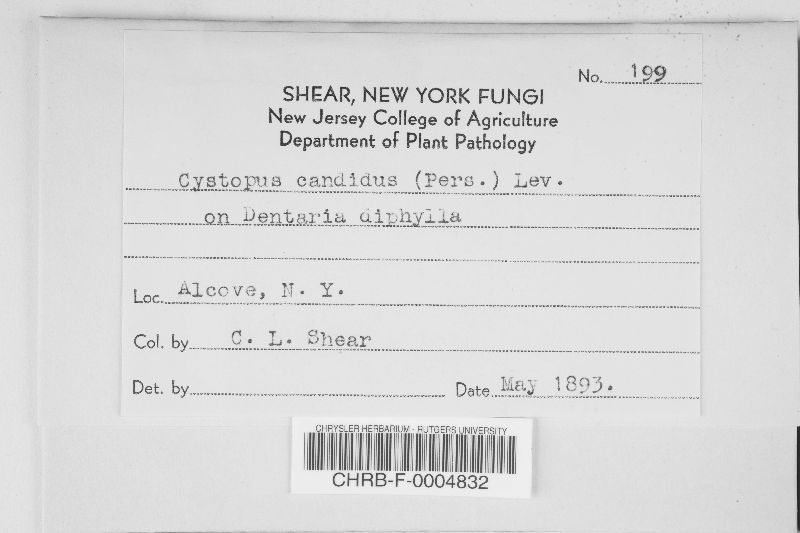 No. 199
SHEAR, NEW YORK FUNGI
New Jersey College of Agriculture
Department of Plant Pathology
Cystopus candidus (Pers.) Lev.
on Dentaria diphylla
Loc. Alcove, N. Y.
Col. by C. L. Shear
Det. by
Date May 1893.
CHRYSLER HERBARIUM - RUTGERS UNIVERSITY
CHRB-F-0004832